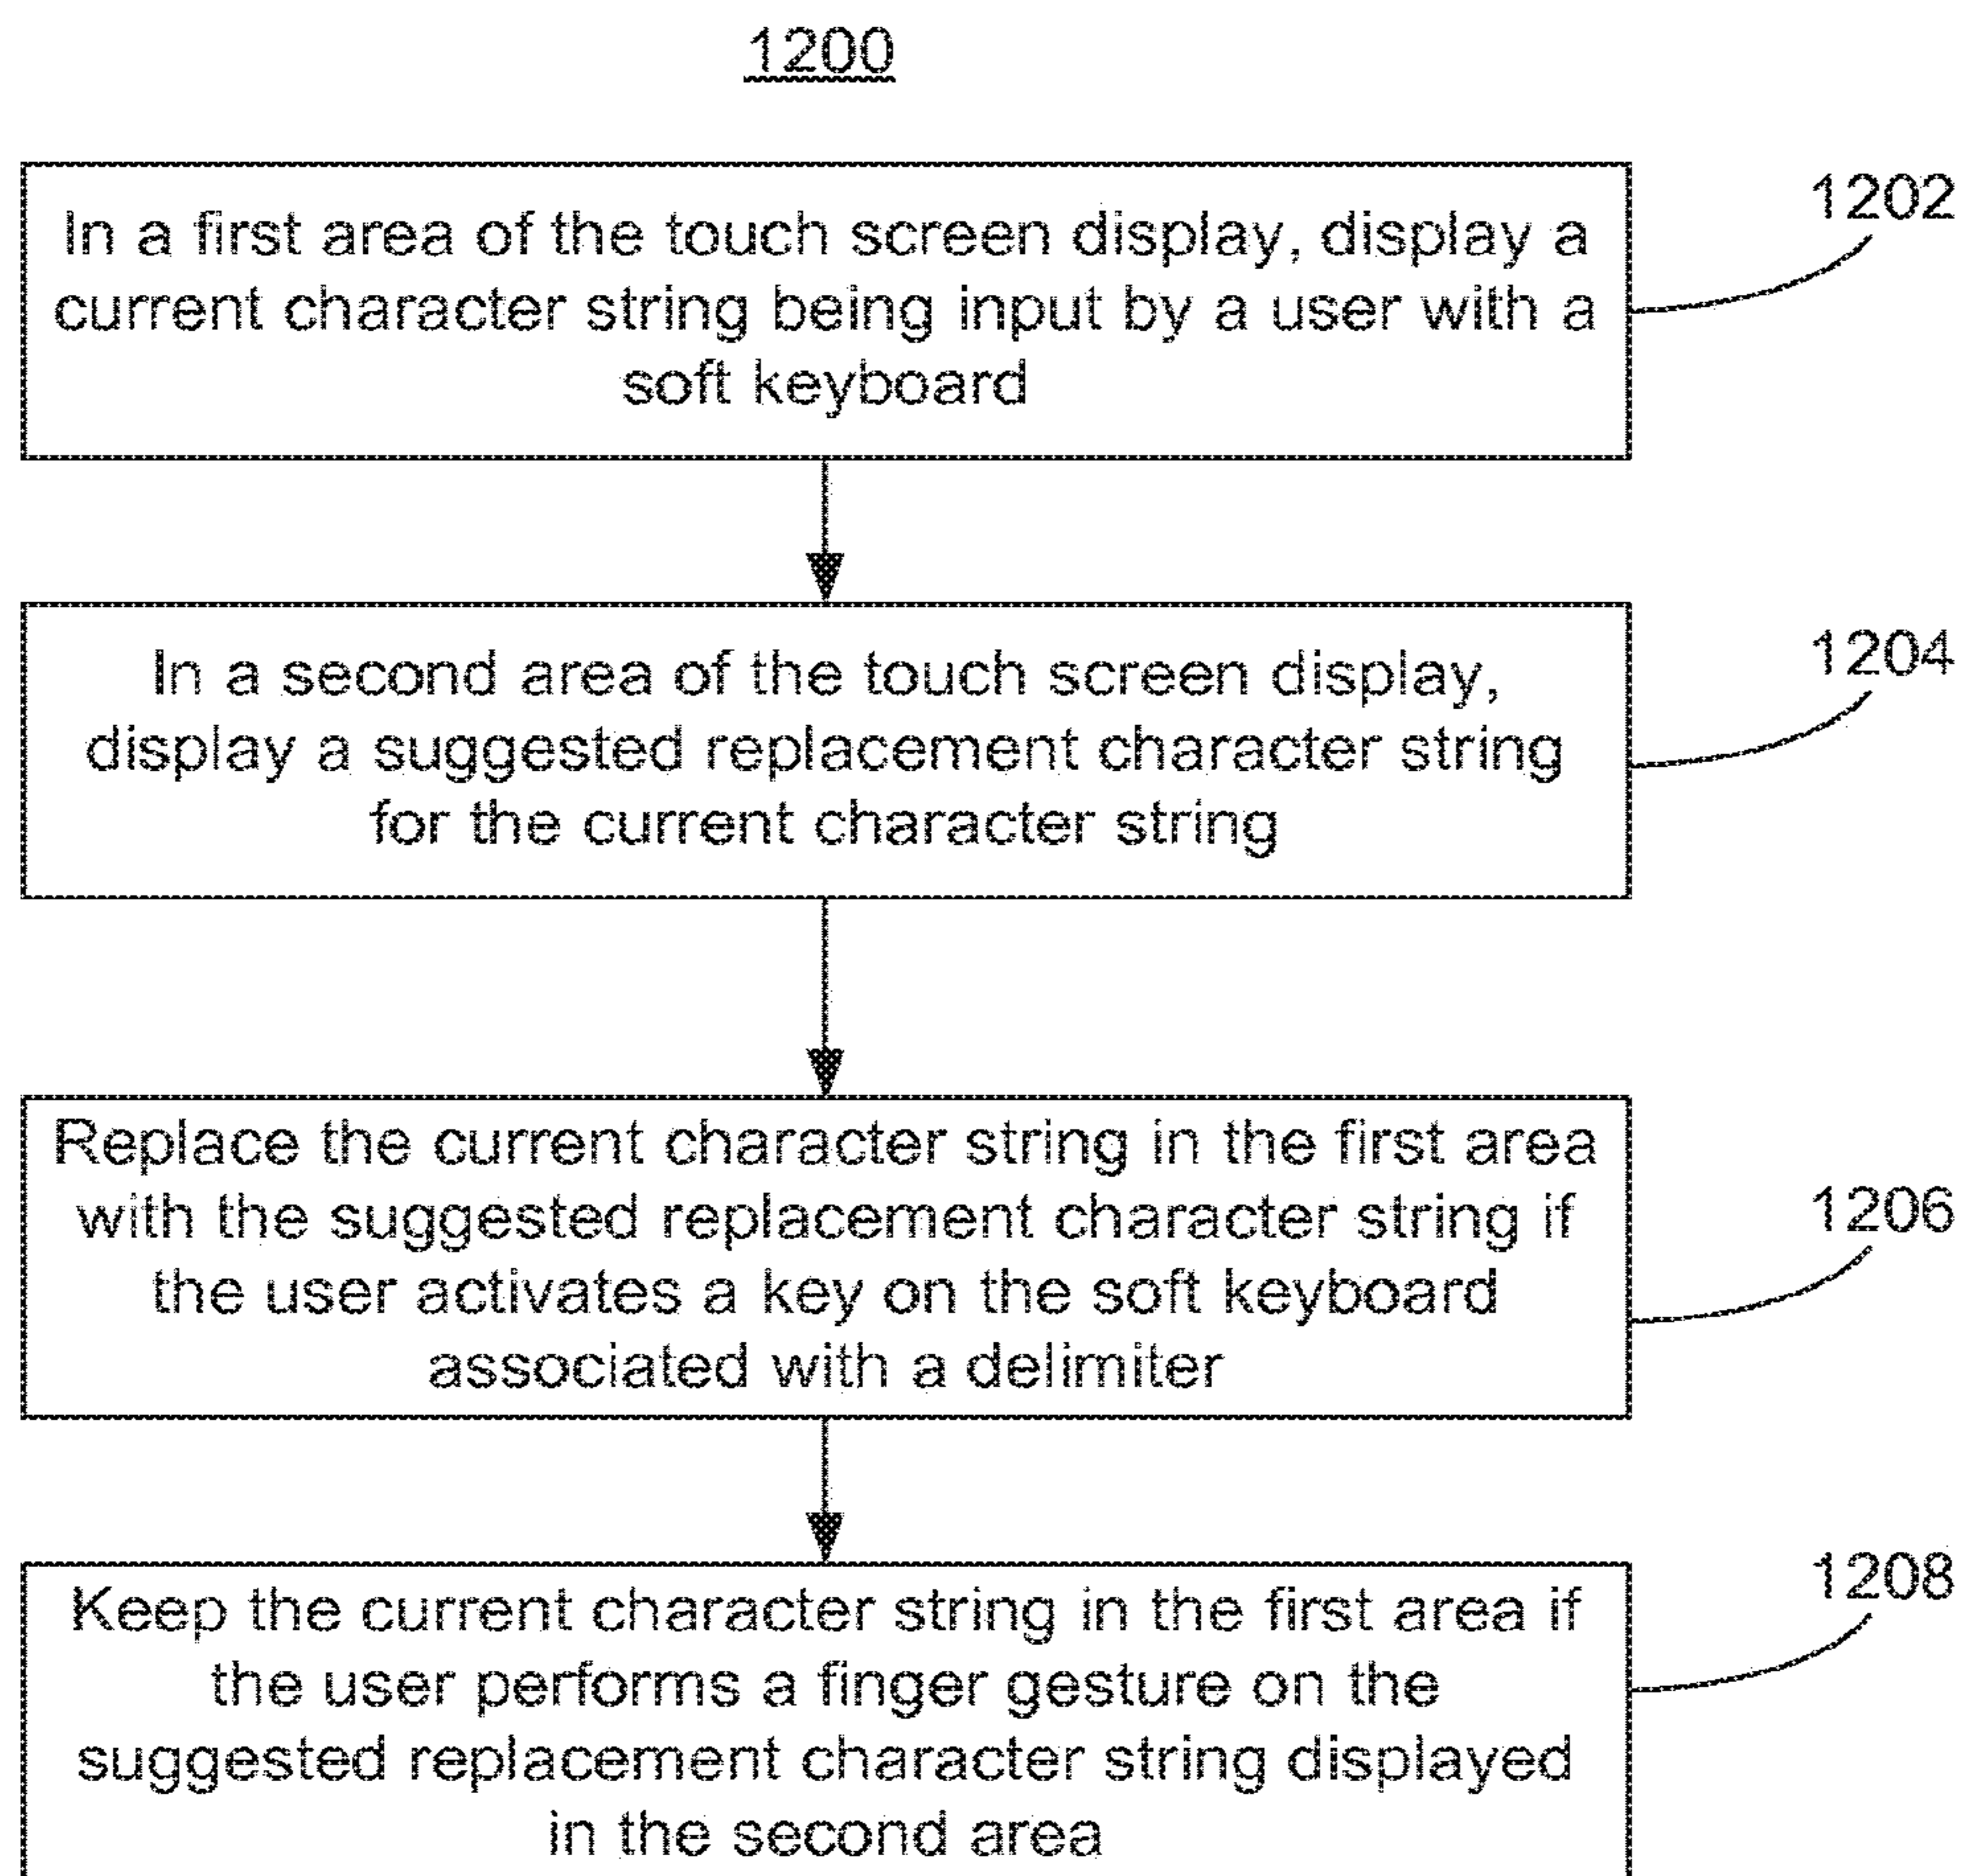 1200
In a first area of the touch screen display, display a
current character string being input by a user with a
soft keyboard
1202
In a second area of the touch screen display,
display a suggested replacement character string
for the current character string
1204
Replace the current character string in the first area
with the suggested replacement character string if
the user activates a key on the soft keyboard
associated with a delimiter
1206
Keep the current character string in the first area if
the user performs a finger gesture on the
suggested replacement character string displayed
in the second area
1208